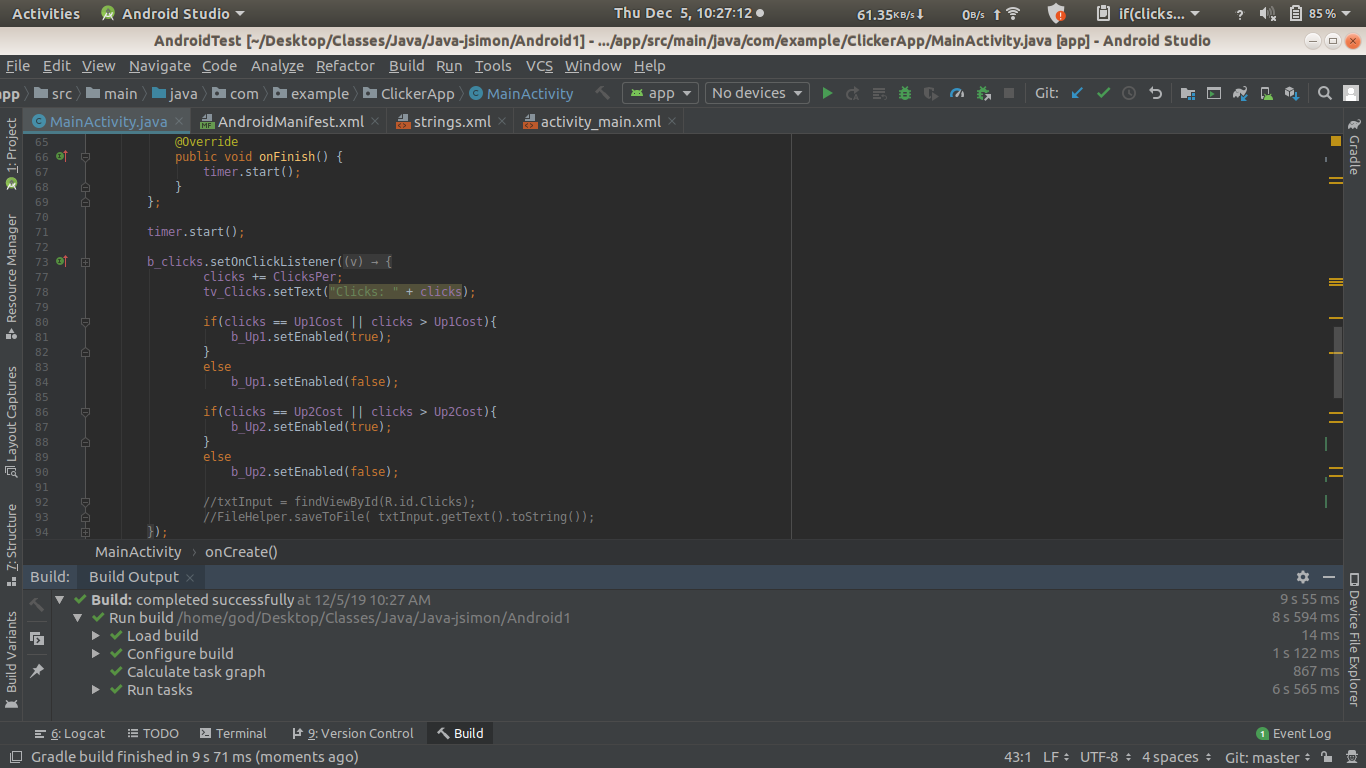 Activities Android Studio Thu Dec 5, 10:27:12 61.35KB/s 0B/s if(clicks... ? 85 %
AndroidTest [~/Desktop/Classes/Java/Java-jsimon/Android1] - .../app/src/main/java/com/example/ClickerApp/MainActivity.java [app] - Android Studio
File Edit View Navigate Code Analyze Refactor Build Run Tools VCS Window Help
app src main java com example ClickerApp MainActivity app No devices Git:
MainActivity.java AndroidManifest.xml strings.xml activity_main.xml
1: Project
Resource Manager
Layout Captures
7: Structure
Build Variants
65 @Override
66 public void onFinish() {
67 timer.start();
68 }
69 };
70
71 timer.start();
72
73 b_clicks.setOnClickListener((v) → {
77 clicks += ClicksPer;
78 tv_Clicks.setText("Clicks: " + clicks);
79
80 if(clicks == Up1Cost || clicks > Up1Cost){
81 b_Up1.setEnabled(true);
82 }
83 else
84 b_Up1.setEnabled(false);
85
86 if(clicks == Up2Cost || clicks > Up2Cost){
87 b_Up2.setEnabled(true);
88 }
89 else
90 b_Up2.setEnabled(false);
91
92 //txtInput = findViewById(R.id.Clicks);
93 //FileHelper.saveToFile( txtInput.getText().toString());
94 });
Gradle
Device File Explorer
MainActivity › onCreate()
Build: Build Output
Build: completed successfully at 12/5/19 10:27 AM 9 s 55 ms
Run build /home/god/Desktop/Classes/Java/Java-jsimon/Android1 8 s 594 ms
Load build 14 ms
Configure build 1 s 122 ms
Calculate task graph 867 ms
Run tasks 6 s 565 ms
6: Logcat TODO Terminal 9: Version Control Build 1 Event Log
Gradle build finished in 9 s 71 ms (moments ago) 43:1 LF UTF-8 4 spaces Git: master